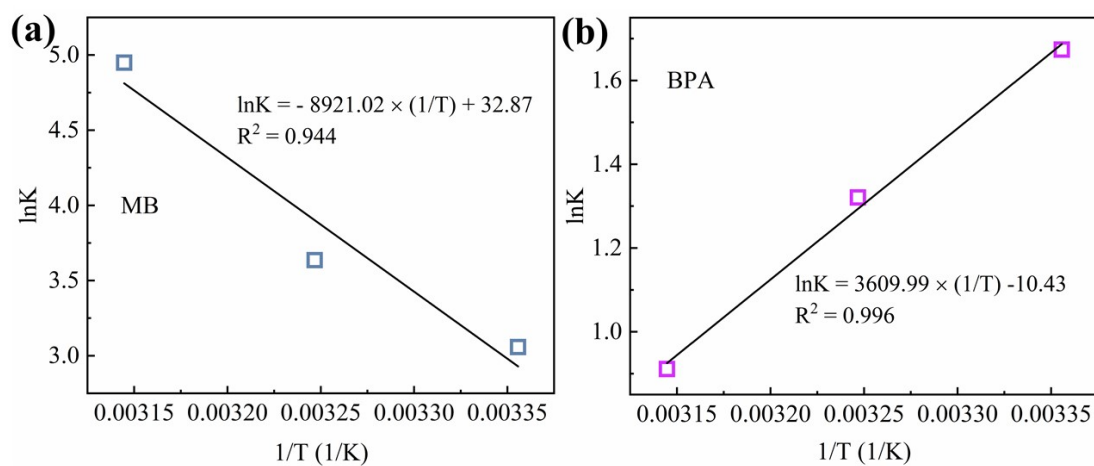 (a)
5.0
4.5
4.0
3.5
3.0
lnK
lnK = - 8921.02 × (1/T) + 32.87
R² = 0.944
MB
0.00315 0.00320 0.00325 0.00330 0.00335
1/T (1/K)
(b)
1.6
1.4
1.2
1.0
lnK
BPA
lnK = 3609.99 × (1/T) -10.43
R² = 0.996
0.00315 0.00320 0.00325 0.00330 0.00335
1/T (1/K)